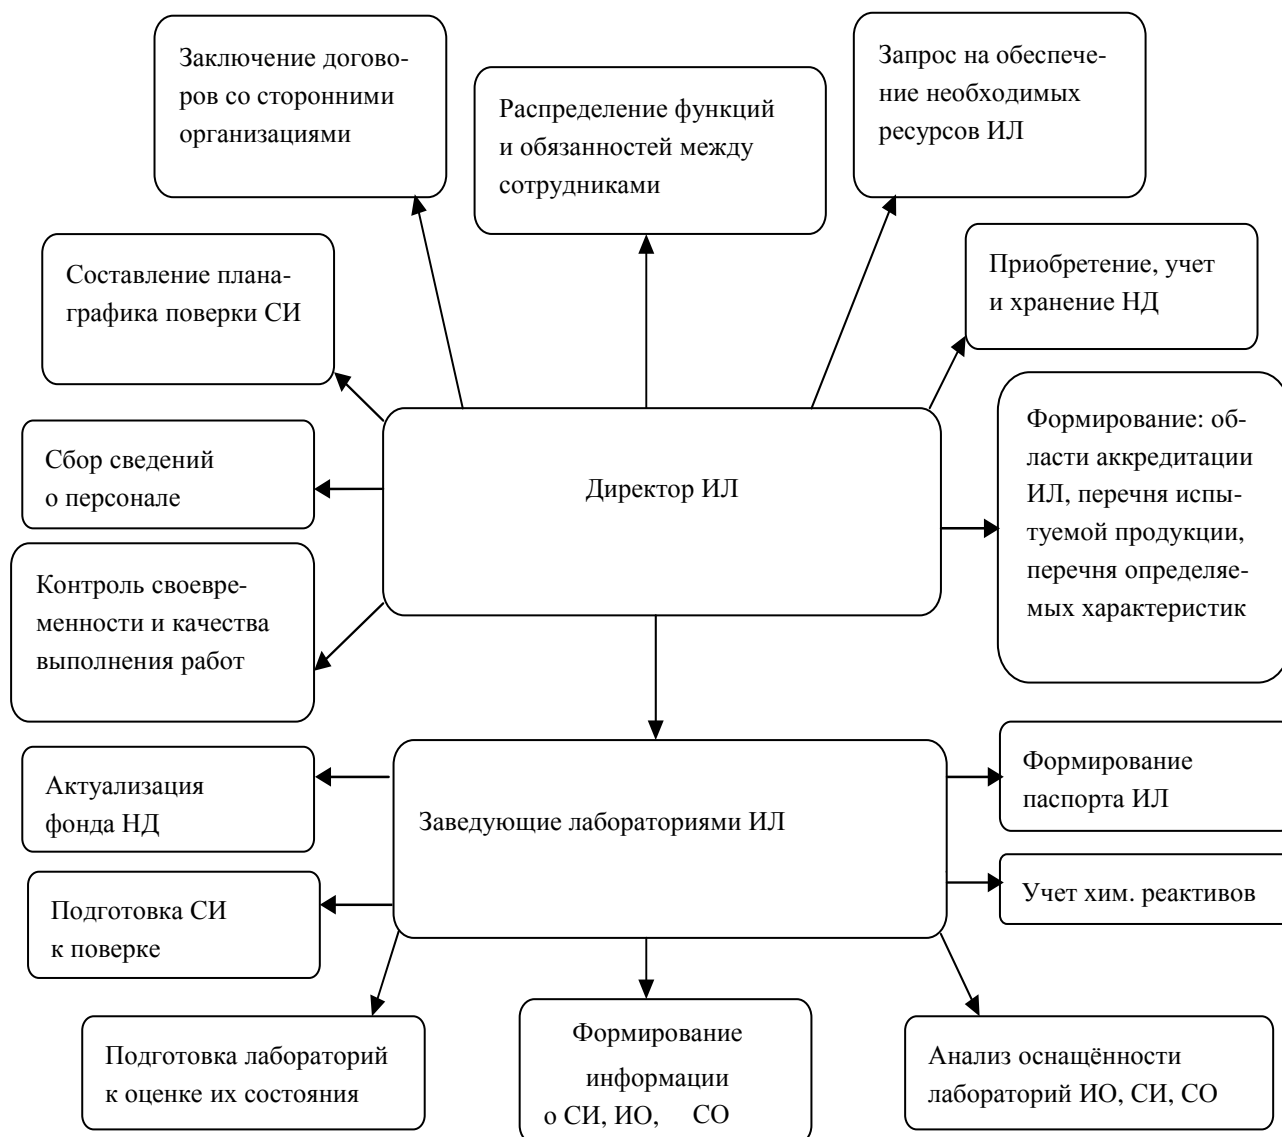 Заключение догово-
ров со сторонними
организациями
Распределение функций
и обязанностей между
сотрудниками
Запрос на обеспече-
ние необходимых
ресурсов ИЛ
Составление плана-
графика поверки СИ
Приобретение, учет
и хранение НД
Сбор сведений
о персонале
Директор ИЛ
Формирование: об-
ласти аккредитации
ИЛ, перечня испы-
туемой продукции,
перечня определяе-
мых характеристик
Контроль своевре-
менности и качества
выполнения работ
Актуализация
фонда НД
Заведующие лабораториями ИЛ
Формирование
паспорта ИЛ
Подготовка СИ
к поверке
Учет хим. реактивов
Подготовка лабораторий
к оценке их состояния
Формирование
информации
о СИ, ИО, СО
Анализ оснащённости
лабораторий ИО, СИ, СО